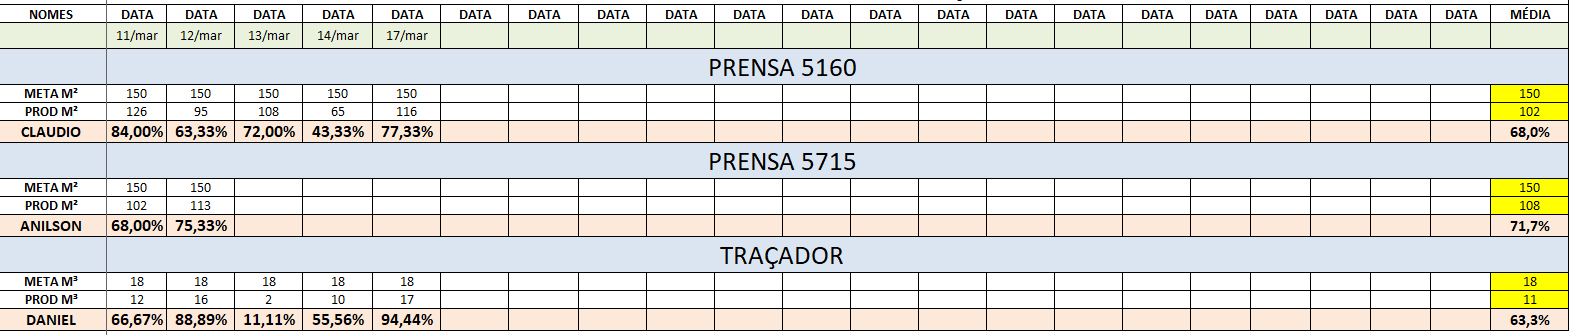 NOMES DATA DATA DATA DATA DATA DATA DATA DATA DATA DATA DATA DATA DATA DATA DATA DATA DATA DATA DATA DATA DATA MÉDIA
11/mar 12/mar 13/mar 14/mar 17/mar
PRENSA 5160
META M² 150 150 150 150 150 150
PROD M² 126 95 108 65 116 102
CLAUDIO 84,00% 63,33% 72,00% 43,33% 77,33% 68,0%
PRENSA 5715
META M² 150 150 150
PROD M² 102 113 108
ANILSON 68,00% 75,33% 71,7%
TRAÇADOR
META M³ 18 18 18 18 18 18
PROD M³ 12 16 2 10 17 11
DANIEL 66,67% 88,89% 11,11% 55,56% 94,44% 63,3%